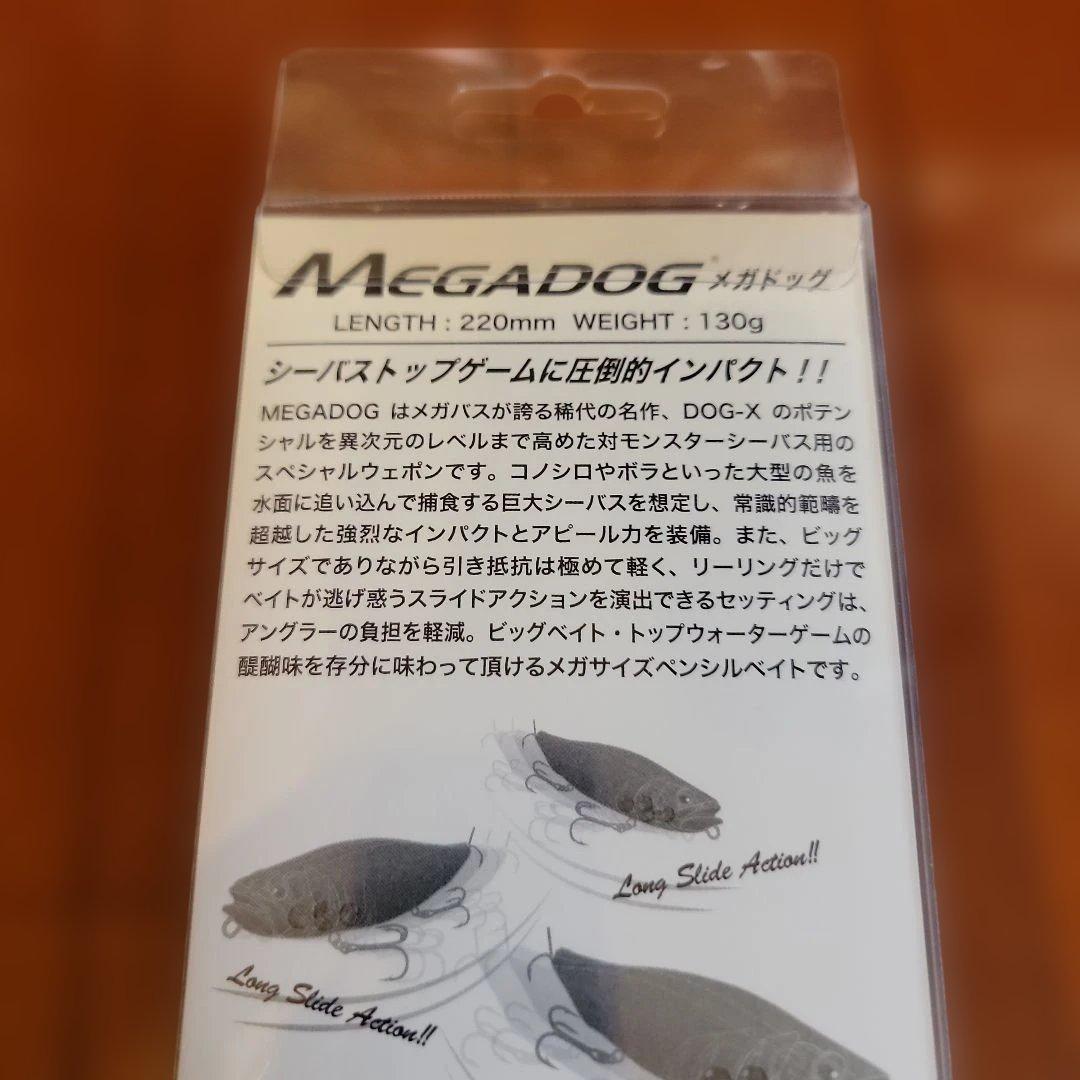 MEGADOG® メガドッグ
LENGTH : 220mm WEIGHT : 130g
シーバストップゲームに圧倒的インパクト!!
MEGADOG はメガバスが誇る稀代の名作、DOG-X のポテン
シャルを異次元のレベルまで高めた対モンスターシーバス用の
スペシャルウェポンです。コノシロやボラといった大型の魚を
水面に追い込んで捕食する巨大シーバスを想定し、常識的範疇を
超越した強烈なインパクトとアピール力を装備。また、ビッグ
サイズでありながら引き抵抗は極めて軽く、リーリングだけで
ベイトが逃げ惑うスライドアクションを演出できるセッティングは、
アングラーの負担を軽減。ビッグベイト・トップウォーターゲームの
醍醐味を存分に味わって頂けるメガサイズペンシルベイトです。
Long Slide Action!!
Long Slide Action!!